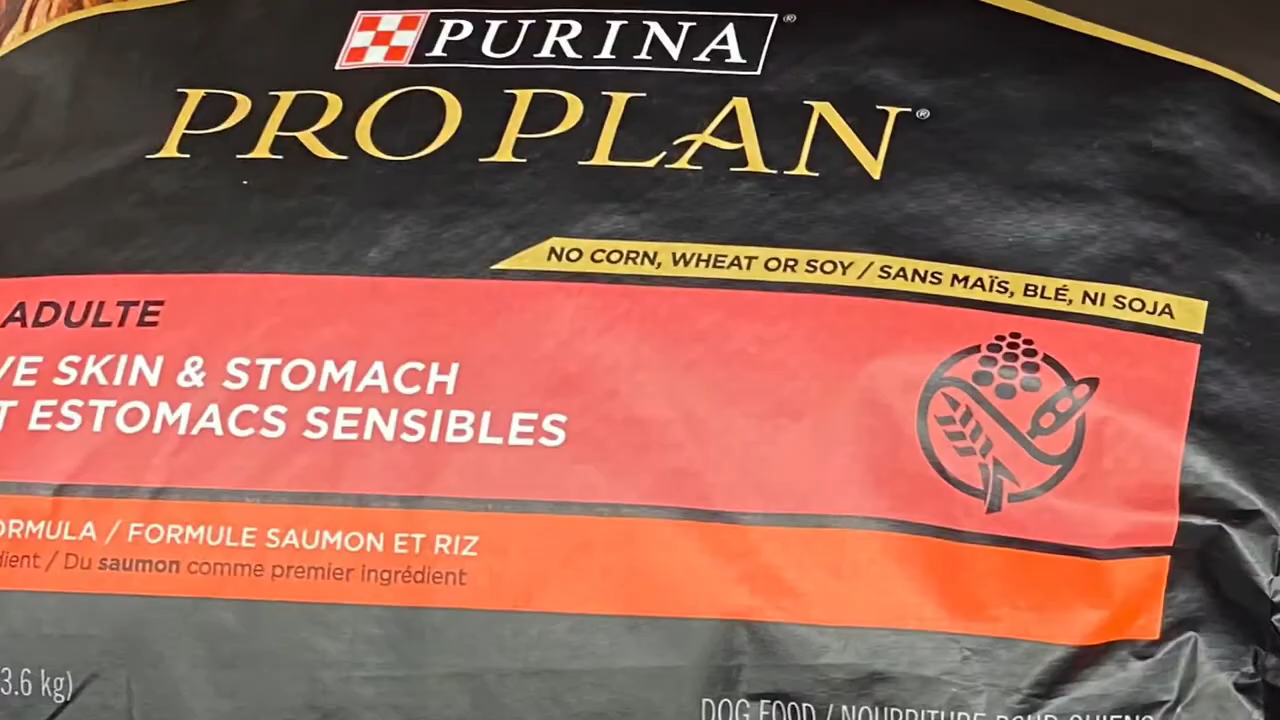 PURINA®
PRO PLAN®
NO CORN, WHEAT OR SOY / SANS MAÏS, BLÉ, NI SOJA
ADULTE
VE SKIN & STOMACH
T ESTOMACS SENSIBLES
ORMULA / FORMULE SAUMON ET RIZ
dient / Du saumon comme premier ingrédient
3.6 kg)
DOG FOOD / NOURRITURE POUR CHIENS